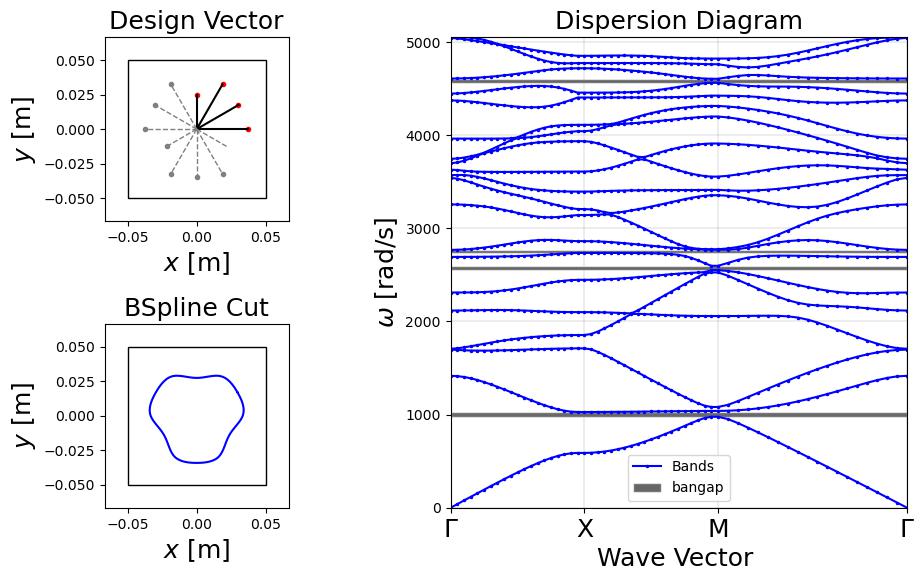 Design Vector
0.050
0.025
0.000
−0.025
−0.050
y [m]
−0.05
0.00
0.05
x [m]
BSpline Cut
0.050
0.025
0.000
−0.025
−0.050
y [m]
−0.05
0.00
0.05
x [m]
Dispersion Diagram
5000
4000
3000
2000
1000
0
ω [rad/s]
Bands
bangap
Γ
X
M
Γ
Wave Vector